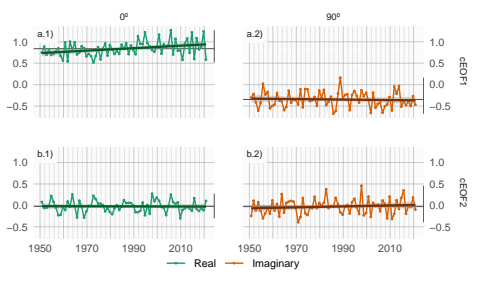 0º 90º
a.1) a.2)
1.0 1.0
0.5 0.5
0.0 0.0
−0.5 −0.5
cEOF1
b.1) b.2)
1.0 1.0
0.5 0.5
0.0 0.0
−0.5 −0.5
cEOF2
1950 1970 1990 2010 1950 1970 1990 2010
Real Imaginary